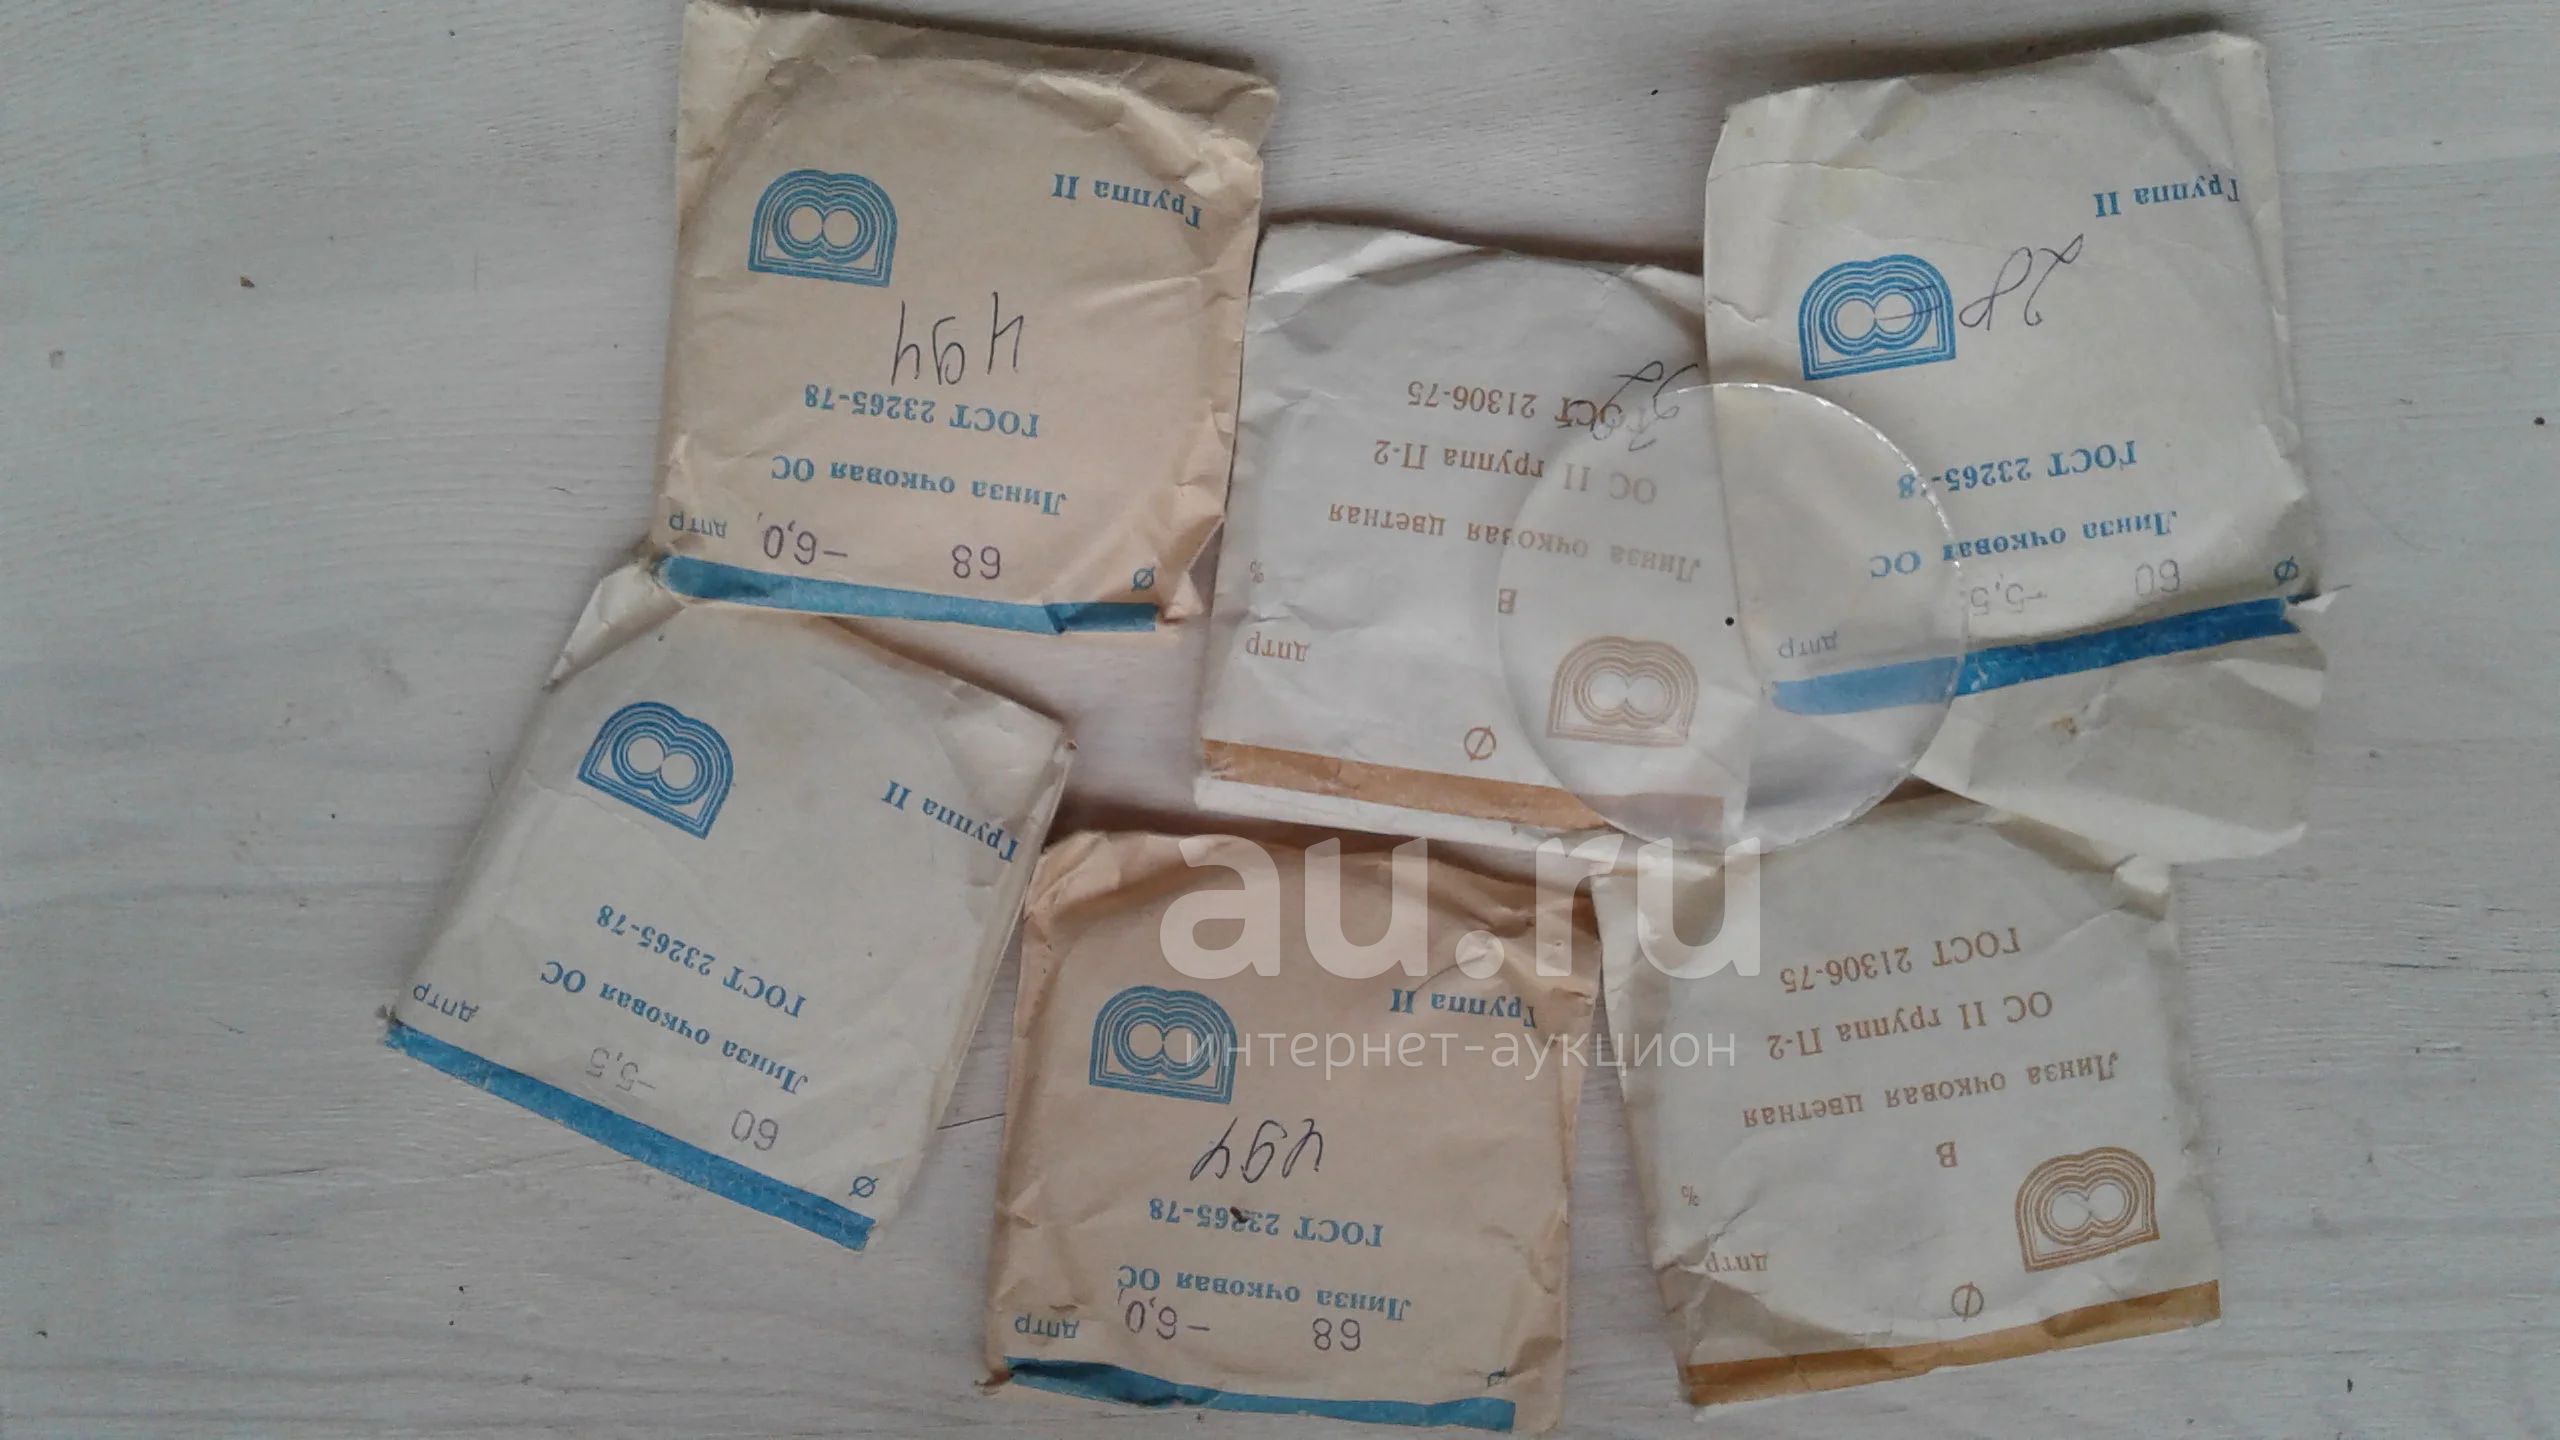 Ø 68 -6,0, дптр
Линза очковая ОС
ГОСТ 23265-78
Группа II
Ø
дптр
%
В
Линза очковая цветная
ОС II группа П-2
ГОСТ 21306-75
Ø 60 -5,5 дптр
Линза очковая ОС
ГОСТ 23265-78
Группа II
Ø 60 -5,5 дптр
Линза очковая ОС
ГОСТ 23265-78
Группа II
Ø 68 -6,0, дптр
Линза очковая ОС
ГОСТ 23265-78
Группа II
Ø
дптр
%
В
Линза очковая цветная
ОС II группа П-2
ГОСТ 21306-75
au.ru
интернет-аукцион